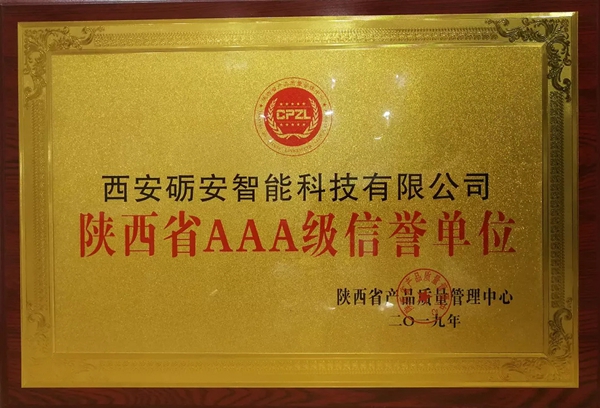 CPZL
西安砺安智能科技有限公司
陕西省AAA级信誉单位
陕西省产品质量管理中心
二〇一九年